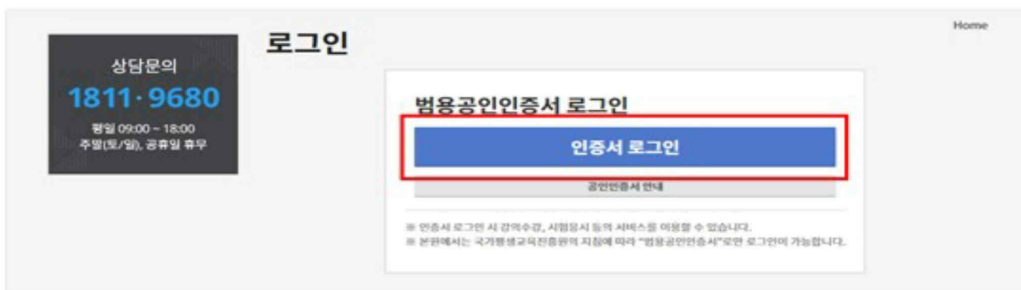 Home
로그인
상담문의
1811·9680
평일 09:00 ~ 18:00
주말(토/일), 공휴일 휴무
범용공인인증서 로그인
인증서 로그인
공인인증서 안내
※ 인증서 로그인 시 강의수강, 시험응시 등의 서비스를 이용할 수 있습니다.
※ 본원에서는 국가평생교육진흥원의 지침에 따라 "범용공인인증서"로만 로그인이 가능합니다.